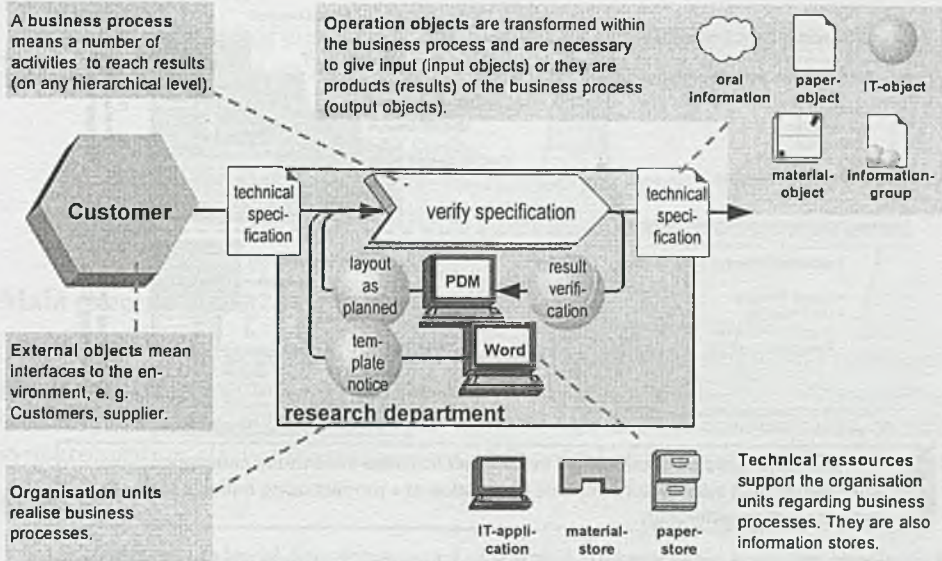 A business process
means a number of
activities to reach results
(on any hierarchical level).
Operation objects are transformed within
the business process and are necessary
to give input (input objects) or they are
products (results) of the business process
(output objects).
oral
information
paper-
object
IT-object
material-
object
information-
group
Customer
technical
speci-
fication
verify specification
technical
speci-
fication
layout
as
planned
PDM
result
verifi-
cation
tem-
plate
notice
Word
research department
External objects mean
interfaces to the en-
vironment, e. g.
Customers, supplier.
Organisation units
realise business
processes.
IT-appli-
cation
material-
store
paper-
store
Technical ressources
support the organisation
units regarding business
processes. They are also
information stores.